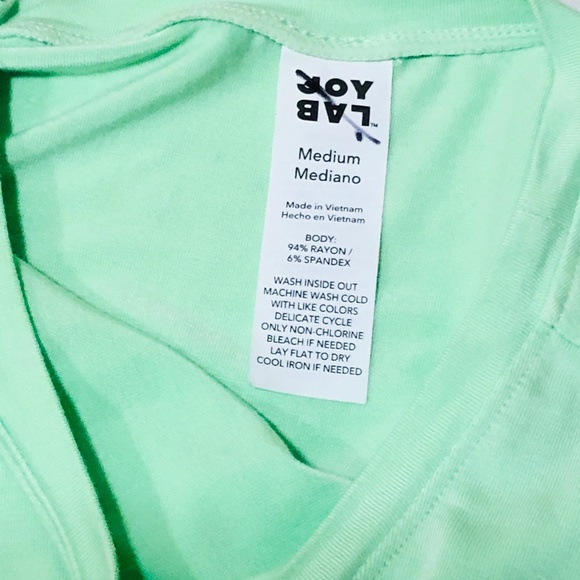 JOY
LAB™
Medium
Mediano
Made in Vietnam
Hecho en Vietnam
BODY:
94% RAYON /
6% SPANDEX
WASH INSIDE OUT
MACHINE WASH COLD
WITH LIKE COLORS
DELICATE CYCLE
ONLY NON-CHLORINE
BLEACH IF NEEDED
LAY FLAT TO DRY
COOL IRON IF NEEDED